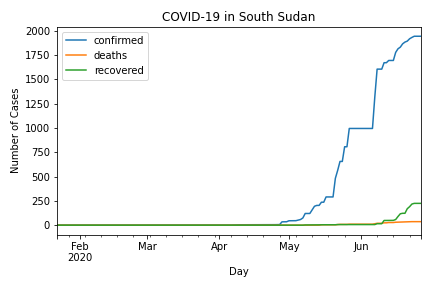 COVID-19 in South Sudan
confirmed
deaths
recovered
2000
1750
1500
1250
1000
750
500
250
0
Number of Cases
Feb
2020
Mar
Apr
May
Jun
Day